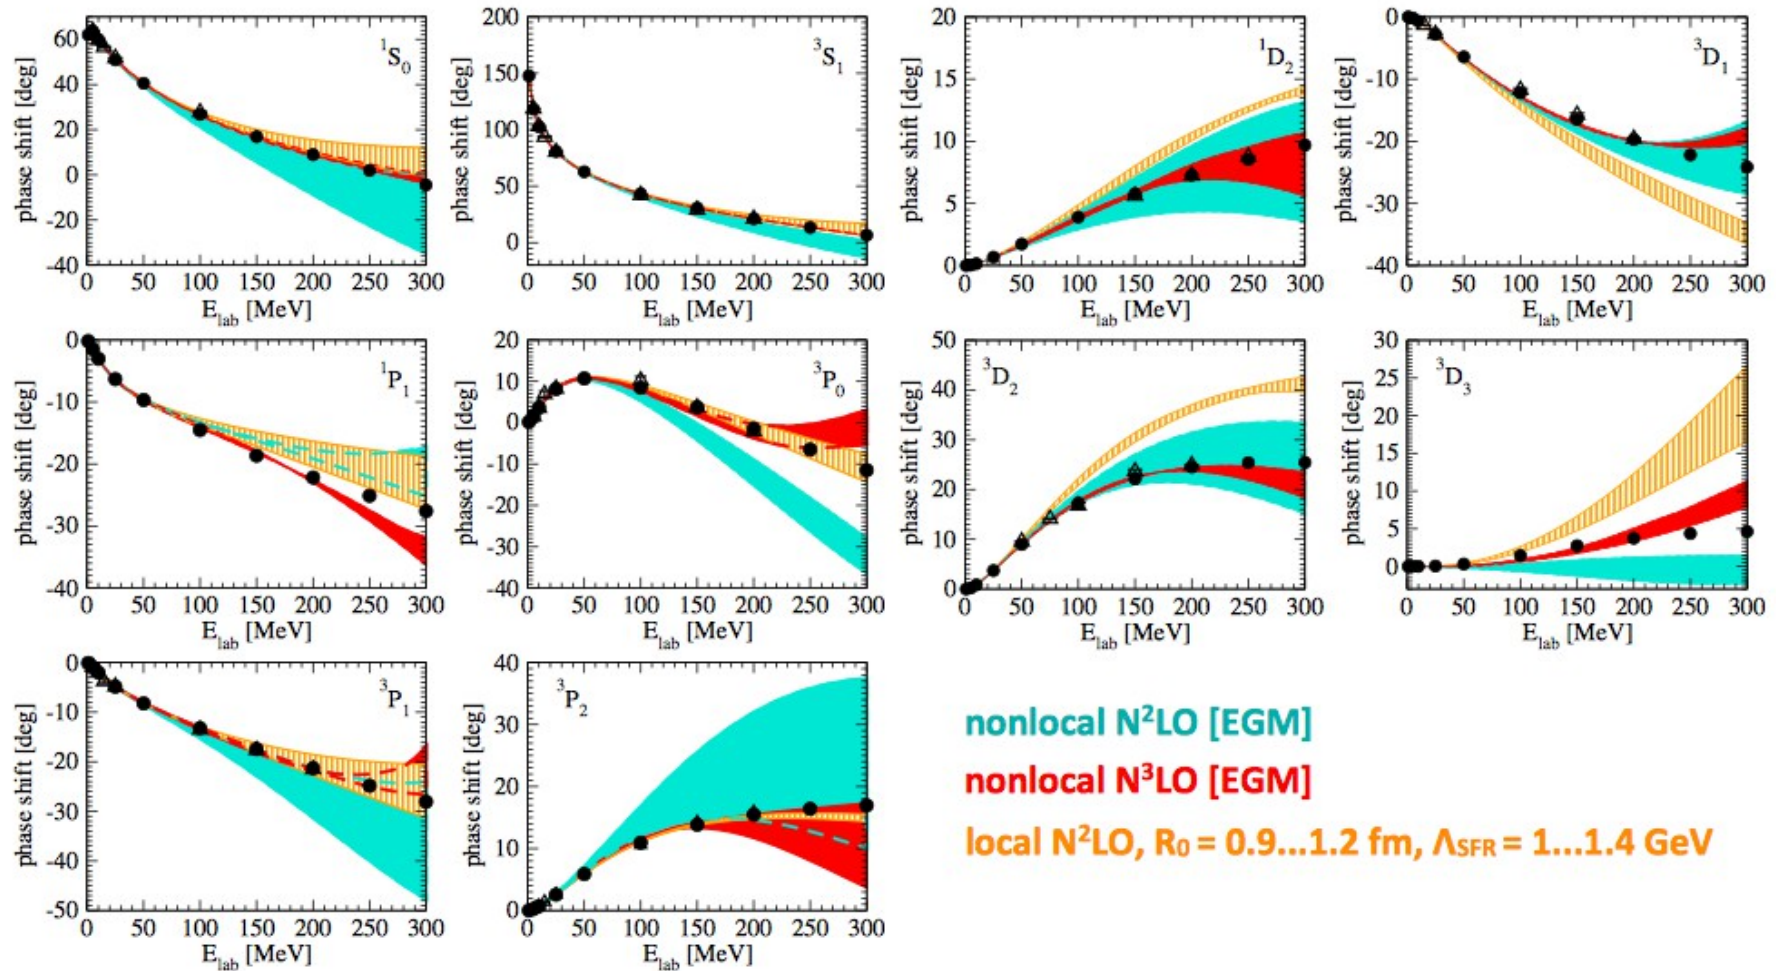 60
40
20
0
-20
-40
0 50 100 150 200 250 300
phase shift [deg]
E_lab [MeV]
¹S₀
200
150
100
50
0
0 50 100 150 200 250 300
phase shift [deg]
E_lab [MeV]
³S₁
20
15
10
5
0
0 50 100 150 200 250 300
phase shift [deg]
E_lab [MeV]
¹D₂
0
-10
-20
-30
-40
0 50 100 150 200 250 300
phase shift [deg]
E_lab [MeV]
³D₁
0
-10
-20
-30
-40
0 50 100 150 200 250 300
phase shift [deg]
E_lab [MeV]
¹P₁
20
10
0
-10
-20
-30
-40
0 50 100 150 200 250 300
phase shift [deg]
E_lab [MeV]
³P₀
50
40
30
20
10
0
0 50 100 150 200 250 300
phase shift [deg]
E_lab [MeV]
³D₂
30
25
20
15
10
5
0
0 50 100 150 200 250 300
phase shift [deg]
E_lab [MeV]
³D₃
0
-10
-20
-30
-40
-50
0 50 100 150 200 250 300
phase shift [deg]
E_lab [MeV]
³P₁
40
30
20
10
0
0 50 100 150 200 250 300
phase shift [deg]
E_lab [MeV]
³P₂
nonlocal N²LO [EGM]
nonlocal N³LO [EGM]
local N²LO, R₀ = 0.9...1.2 fm, Λ_SFR = 1...1.4 GeV